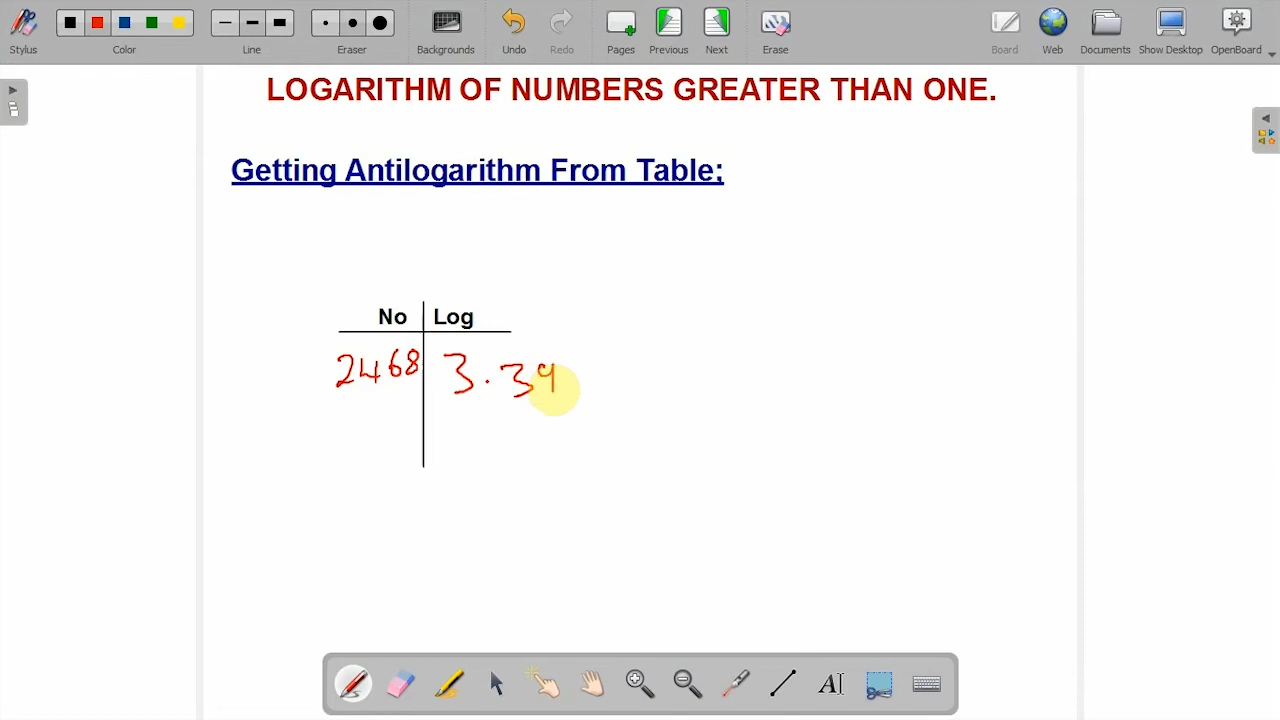 Stylus
Color
Line
Eraser
Backgrounds
Undo
Redo
Pages
Previous
Next
Erase
Board
Web
Documents
Show Desktop
OpenBoard
LOGARITHM OF NUMBERS GREATER THAN ONE.
Getting Antilogarithm From Table;
No Log
2468 3.39